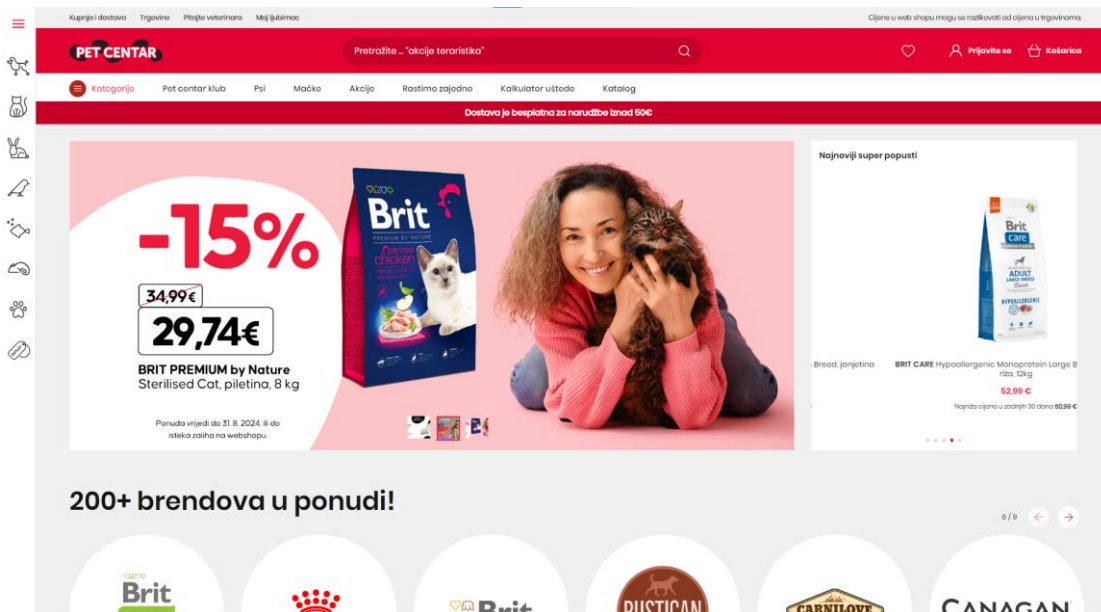 Kupnja i dostava Trgovine Pitajte veterinara Moj ljubimac
Cijene u web shopu mogu se razlikovati od cijena u trgovinama.
PET CENTAR
Pretražite ... "akcije teraristika"
Prijavite se Košarica
Kategorije Pet centar klub Psi Mačke Akcije Rastimo zajedno Kalkulator uštede Katalog
Dostava je besplatna za narudžbe iznad 50€
-15%
34,99€
29,74€
BRIT PREMIUM by Nature
Sterilised Cat, piletina, 8 kg
Ponuda vrijedi do 31. 8. 2024. ili do
isteka zaliha na webshopu.
Brit
PREMIUM BY NATURE
Sterilised
chicken
Najnoviji super popusti
Brit
care
ADULT
LARGE BREED
HYPOALLERGENIC
Breed, janjetina
BRIT CARE Hypoallergenic Monoprotein Large B
riža, 12kg
52,99 €
Najniža cijena u zadnjih 30 dana 60,99 €
200+ brendova u ponudi!
6/9
Brit
Brit
RUSTICAN
CARNILOVE
CANAGAN